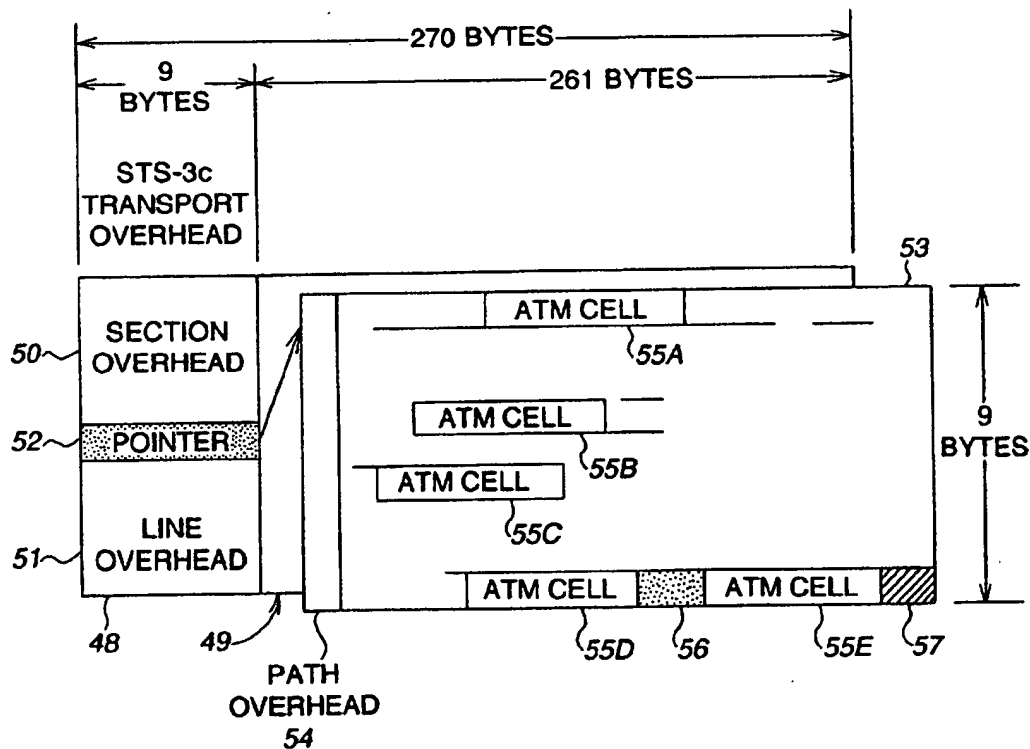 270 BYTES
9
BYTES
261 BYTES
STS-3c
TRANSPORT
OVERHEAD
53
SECTION
OVERHEAD
50
ATM CELL
55A
52
POINTER
ATM CELL
55B
9
BYTES
ATM CELL
55C
LINE
OVERHEAD
51
ATM CELL
ATM CELL
48
49
55D
56
55E
57
PATH
OVERHEAD
54